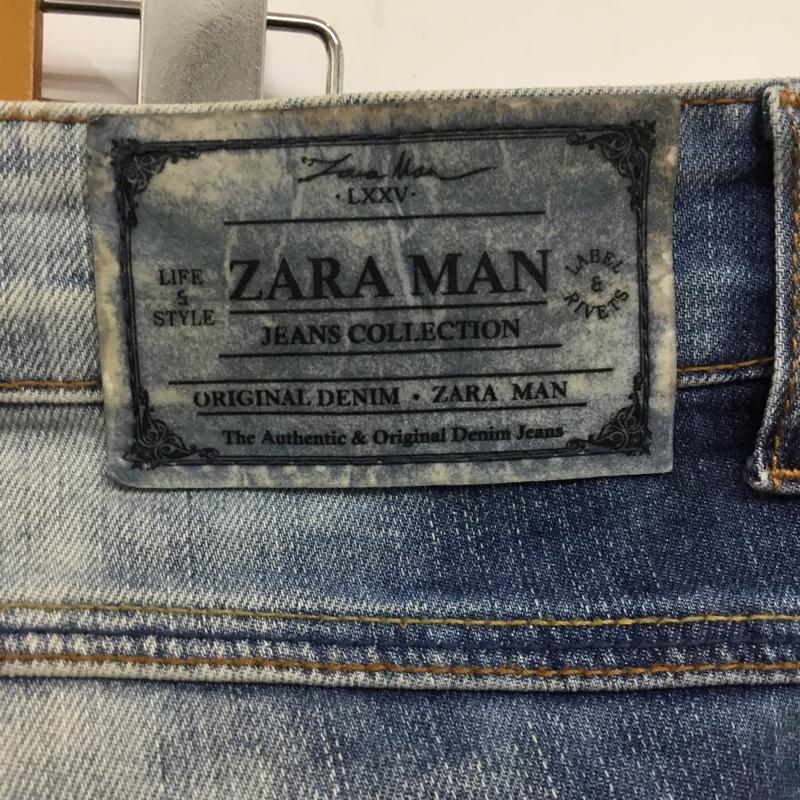 Zara Man
·LXXV·
ZARA MAN
LIFE
&
STYLE
LABEL
&
RIVETS
JEANS COLLECTION
ORIGINAL DENIM • ZARA MAN
The Authentic & Original Denim Jeans